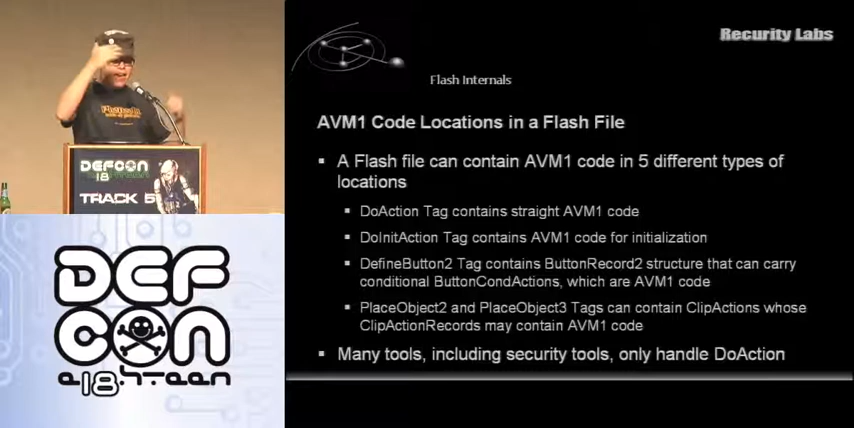 Recurity Labs
Flash Internals
AVM1 Code Locations in a Flash File
A Flash file can contain AVM1 code in 5 different types of
locations
DoAction Tag contains straight AVM1 code
DoInitAction Tag contains AVM1 code for initialization
DefineButton2 Tag contains ButtonRecord2 structure that can carry
conditional ButtonCondActions, which are AVM1 code
PlaceObject2 and PlaceObject3 Tags can contain ClipActions whose
ClipActionRecords may contain AVM1 code
Many tools, including security tools, only handle DoAction
DEFCON
18
TRACK 5
DEF
CON
e18hteen